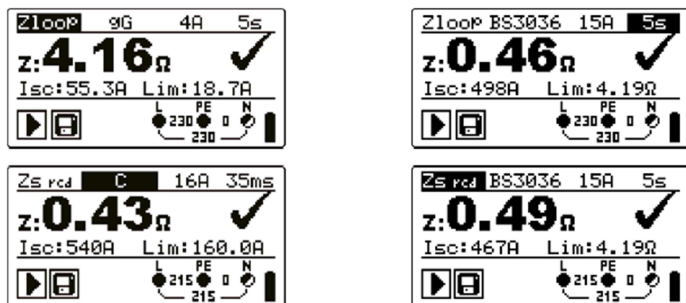 Zloop gG 4A 5s
Z:4.16Ω
Isc:55.3A Lim:18.7A
L PE N
230 0
230
Zloop BS3036 15A 5s
Z:0.46Ω
Isc:498A Lim:4.19Ω
L PE N
230 0
230
Zs rcd C 16A 35ms
Z:0.43Ω
Isc:540A Lim:160.0A
L PE N
215 0
215
Zs rcd BS3036 15A 5s
Z:0.49Ω
Isc:467A Lim:4.19Ω
L PE N
215 0
215